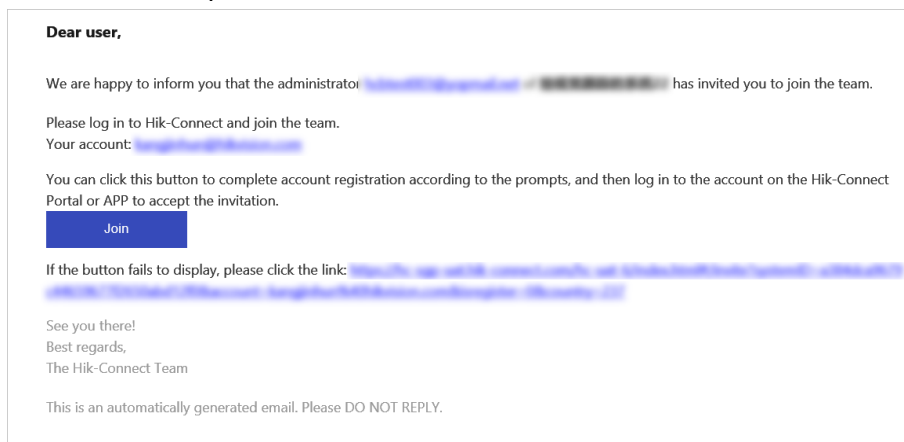 Dear user,
We are happy to inform you that the administrator has invited you to join the team.
Please log in to Hik-Connect and join the team.
Your account:
You can click this button to complete account registration according to the prompts, and then log in to the account on the Hik-Connect
Portal or APP to accept the invitation.
Join
If the button fails to display, please click the link:
See you there!
Best regards,
The Hik-Connect Team
This is an automatically generated email. Please DO NOT REPLY.